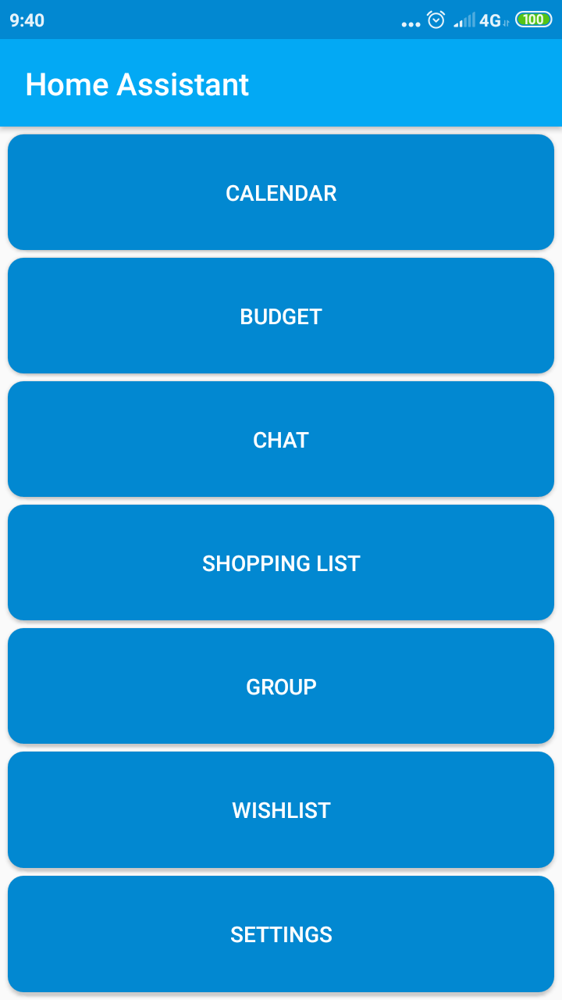 9:40 ... 4G 100
Home Assistant
CALENDAR
BUDGET
CHAT
SHOPPING LIST
GROUP
WISHLIST
SETTINGS